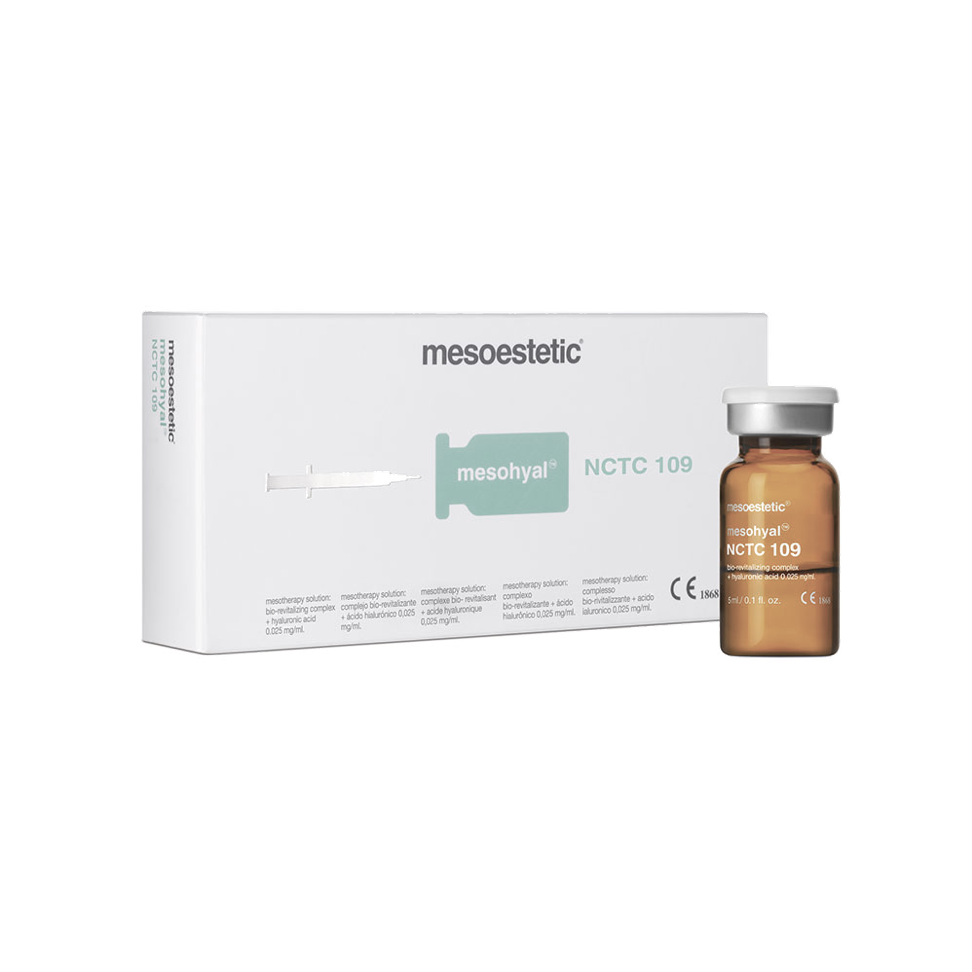 mesoestetic®
mesohyal®
NCTC 109
mesoestetic®
mesohyal™
NCTC 109
mesotherapy solution:
bio-revitalizing complex
+ hyaluronic acid
0,025 mg/ml.
mesotherapy solution:
complejo bio-revitalizante
+ ácido hialurónico 0,025
mg/ml.
mesotherapy solution:
complexe bio- revitalisant
+ acide hyaluronique
0,025 mg/ml.
mesotherapy solution:
complexo
bio-revitalizante + ácido
hialuronico 0,025 mg/ml.
mesotherapy solution:
complesso
bio-revitalizante + acido
ialuronico 0,025 mg/ml.
CE 1868
mesoestetic®
mesohyal™
NCTC 109
bio-revitalizing complex
+ hyaluronic acid 0,025 mg/ml.
5ml / 0.1 fl. oz.
CE 1868